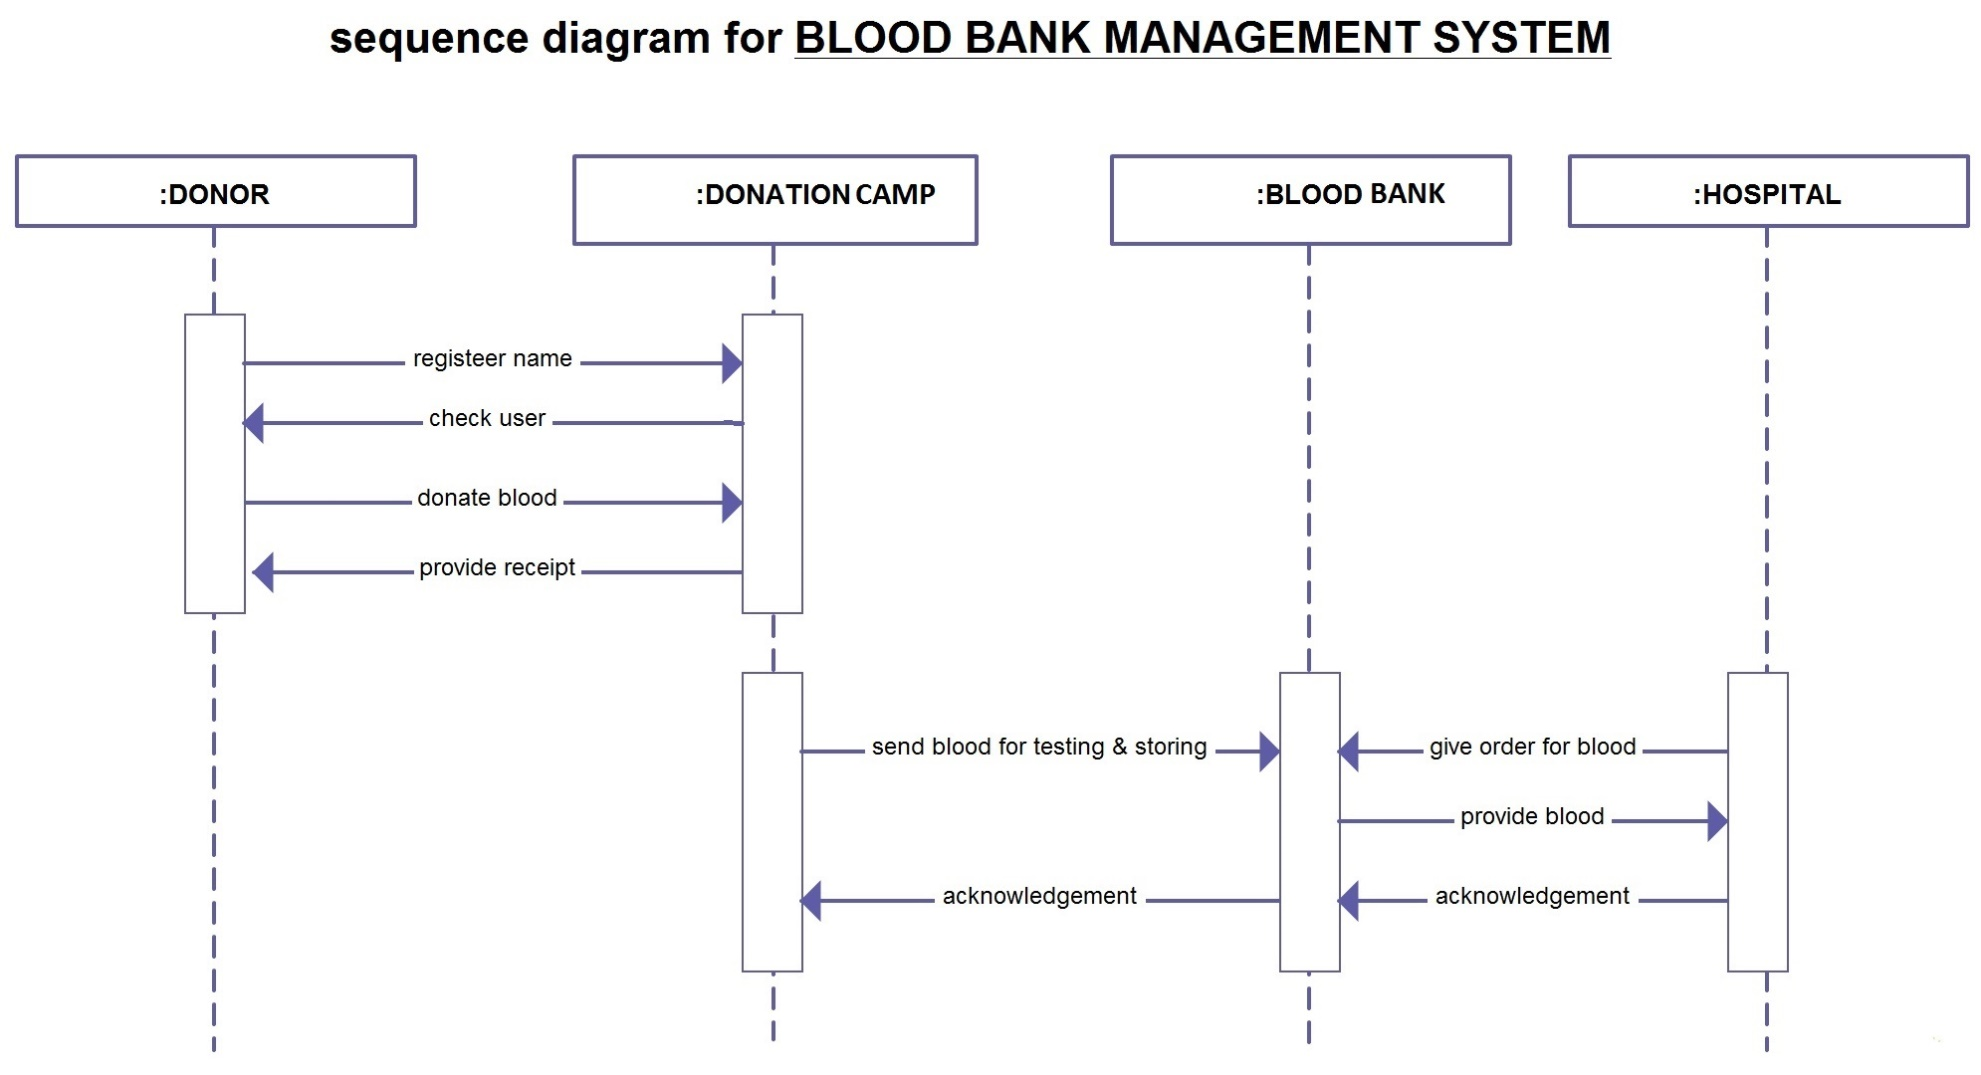 sequence diagram for BLOOD BANK MANAGEMENT SYSTEM
:DONOR
:DONATION CAMP
:BLOOD BANK
:HOSPITAL
registeer name
check user
donate blood
provide receipt
send blood for testing & storing
give order for blood
provide blood
acknowledgement
acknowledgement